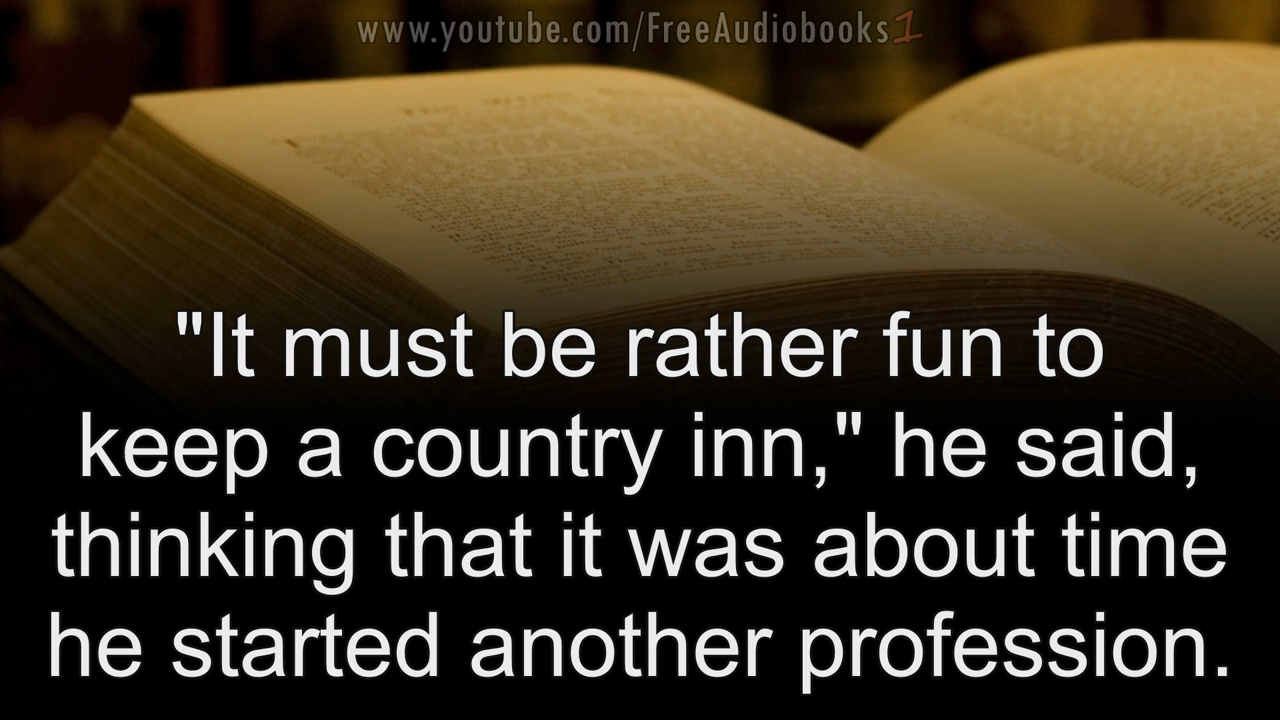 www.youtube.com/FreeAudiobooks1
"It must be rather fun to
keep a country inn," he said,
thinking that it was about time
he started another profession.